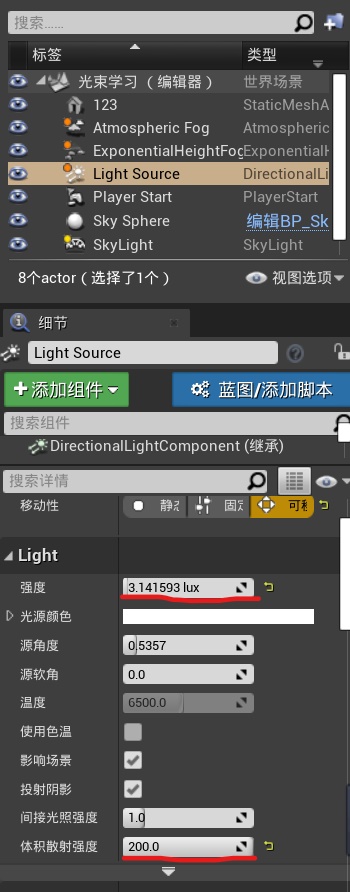 搜索......
标签 类型
光束学习 （编辑器） 世界场景
123 StaticMeshA
Atmospheric Fog Atmospheric
ExponentialHeightFog Exponential
Light Source DirectionalLi
Player Start PlayerStart
Sky Sphere 编辑BP_Sk
SkyLight SkyLight
8个actor（选择了1个） 视图选项
细节
Light Source
添加组件 蓝图/添加脚本
搜索组件
DirectionalLightComponent (继承)
搜索详情
移动性 静态 固定 可移
Light
强度 3.141593 lux
光源颜色
源角度 0.5357
源软角 0.0
温度 6500.0
使用色温
影响场景
投射阴影
间接光照强度 1.0
体积散射强度 200.0